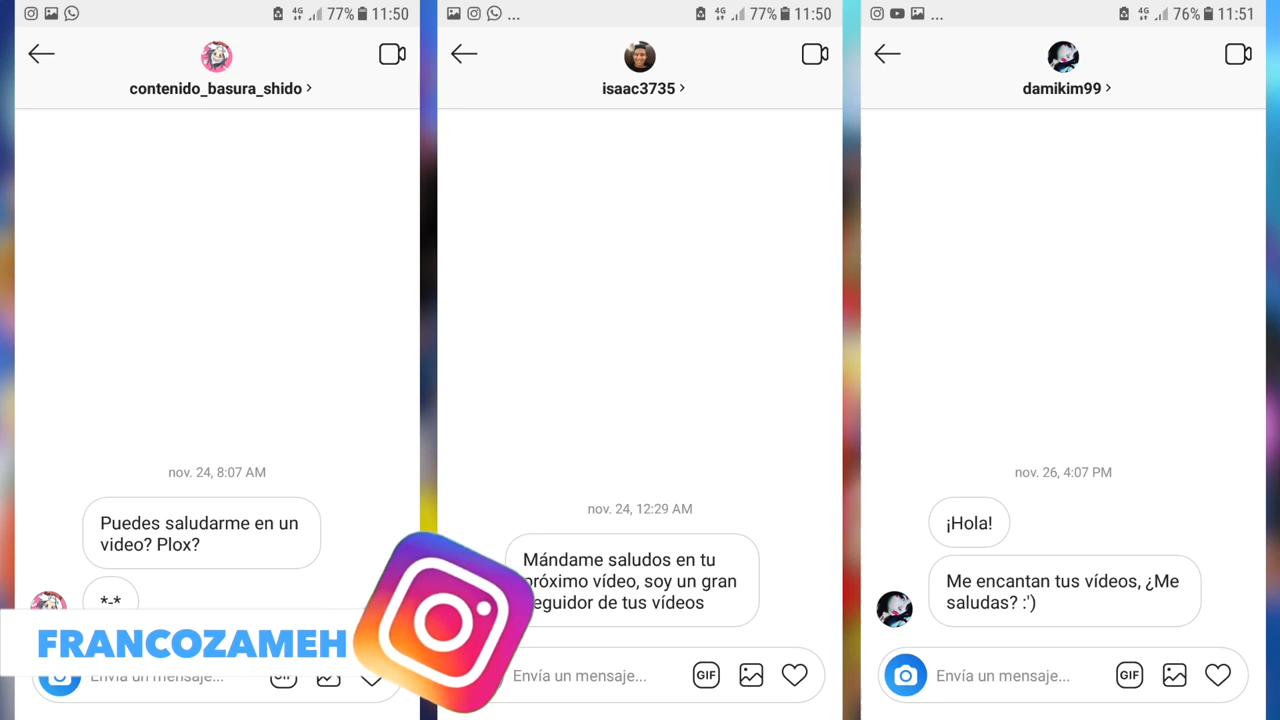 77% 11:50
contenido_basura_shido
nov. 24, 8:07 AM
Puedes saludarme en un
video? Plox?
*-*
Envía un mensaje...
GIF
FRANCOZAMEH
... 77% 11:50
isaac3735
nov. 24, 12:29 AM
Mándame saludos en tu
próximo vídeo, soy un gran
seguidor de tus vídeos
Envía un mensaje...
GIF
... 76% 11:51
damikim99
nov. 26, 4:07 PM
¡Hola!
Me encantan tus vídeos, ¿Me
saludas? :')
Envía un mensaje...
GIF